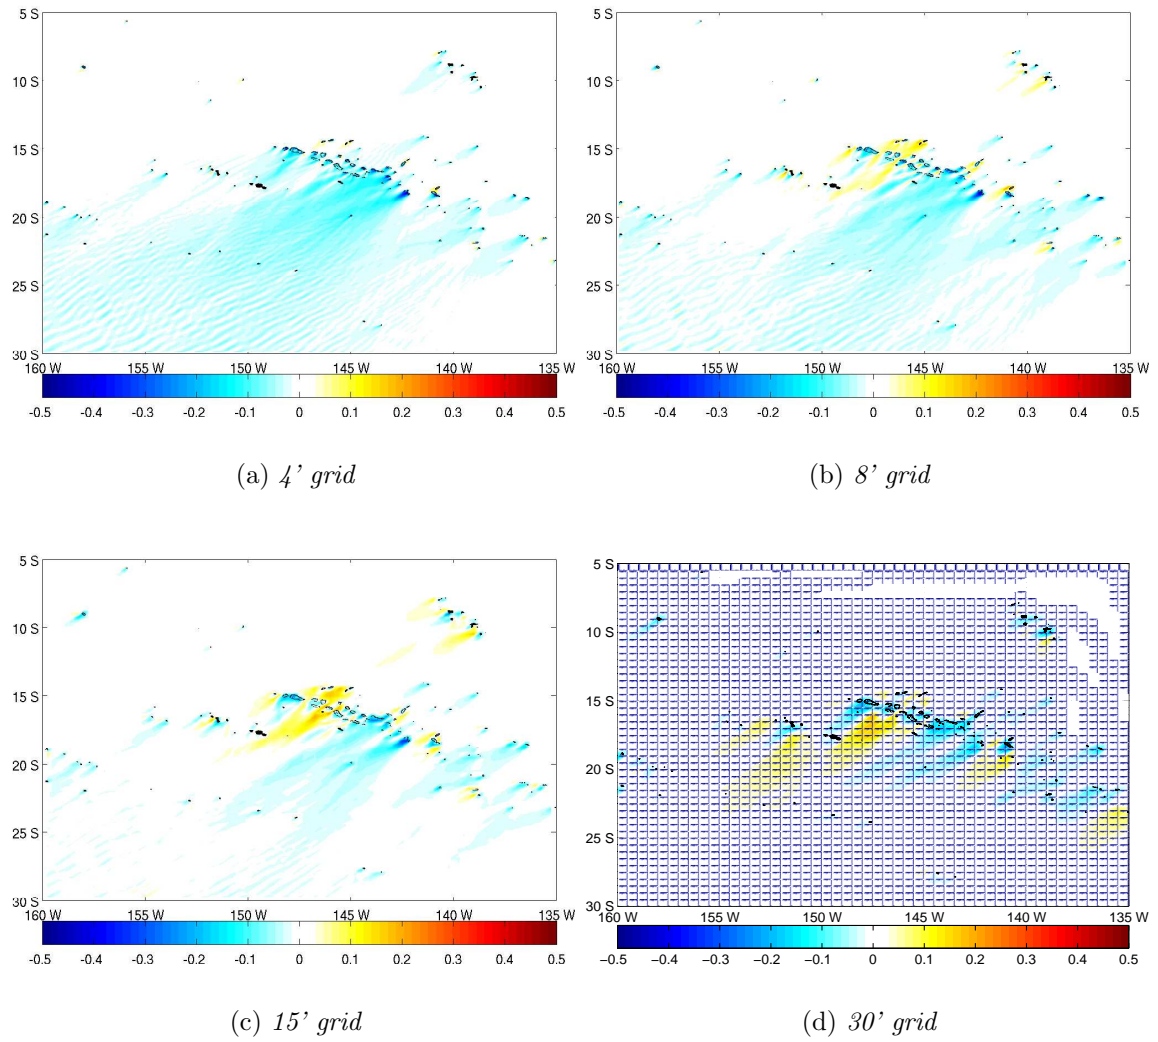 5 S
10 S
15 S
20 S
25 S
30 S
160 W 155 W 150 W 145 W 140 W 135 W
-0.5 -0.4 -0.3 -0.2 -0.1 0 0.1 0.2 0.3 0.4 0.5
(a) 4' grid
5 S
10 S
15 S
20 S
25 S
30 S
160 W 155 W 150 W 145 W 140 W 135 W
-0.5 -0.4 -0.3 -0.2 -0.1 0 0.1 0.2 0.3 0.4 0.5
(b) 8' grid
5 S
10 S
15 S
20 S
25 S
30 S
160 W 155 W 150 W 145 W 140 W 135 W
-0.5 -0.4 -0.3 -0.2 -0.1 0 0.1 0.2 0.3 0.4 0.5
(c) 15' grid
5 S
10 S
15 S
20 S
25 S
30 S
160 W 155 W 150 W 145 W 140 W 135 W
−0.5 −0.4 −0.3 −0.2 −0.1 0 0.1 0.2 0.3 0.4 0.5
(d) 30' grid